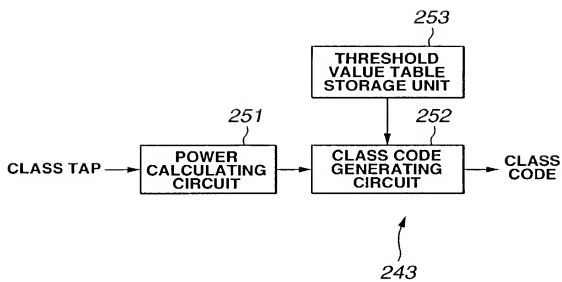 253
THRESHOLD
VALUE TABLE
STORAGE UNIT
251
252
CLASS TAP
POWER
CALCULATING
CIRCUIT
CLASS CODE
GENERATING
CIRCUIT
CLASS
CODE
243